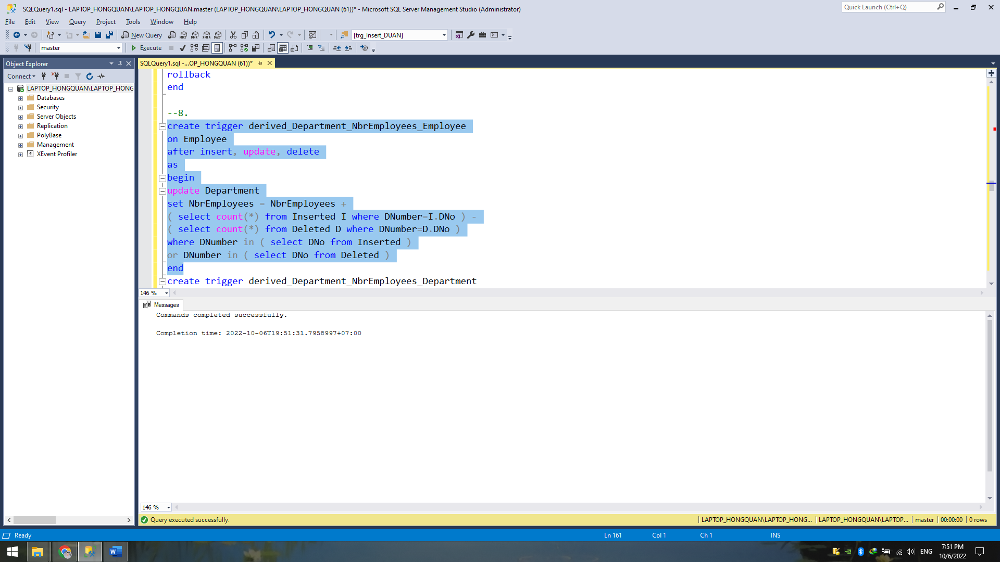 SQLQuery1.sql - LAPTOP_HONGQUAN\LAPTOP_HONGQUAN.master (LAPTOP_HONGQUAN\LAPTOP_HONGQUAN (61))* - Microsoft SQL Server Management Studio (Administrator)
Quick Launch (Ctrl+Q)
File Edit View Query Project Tools Window Help
New Query MDX DMX XMLA DAX [trg_Insert_DUAN]
master Execute
Object Explorer
SQLQuery1.sql -...OP_HONGQUAN (61))*
Connect
LAPTOP_HONGQUAN\LAPTOP_HONG
Databases
Security
Server Objects
Replication
PolyBase
Management
XEvent Profiler
rollback
end
--8.
create trigger derived_Department_NbrEmployees_Employee
on Employee
after insert, update, delete
as
begin
update Department
set NbrEmployees = NbrEmployees +
( select count(*) from Inserted I where DNumber=I.DNo ) -
( select count(*) from Deleted D where DNumber=D.DNo )
where DNumber in ( select DNo from Inserted )
or DNumber in ( select DNo from Deleted )
end
create trigger derived_Department_NbrEmployees_Department
146 %
Messages
Commands completed successfully.
Completion time: 2022-10-06T19:51:31.7958997+07:00
146 %
Query executed successfully.
LAPTOP_HONGQUAN\LAPTOP_HONG... LAPTOP_HONGQUAN\LAPTOP... master 00:00:00 0 rows
Ready Ln 161 Col 1 Ch 1 INS
ENG
7:51 PM
10/6/2022